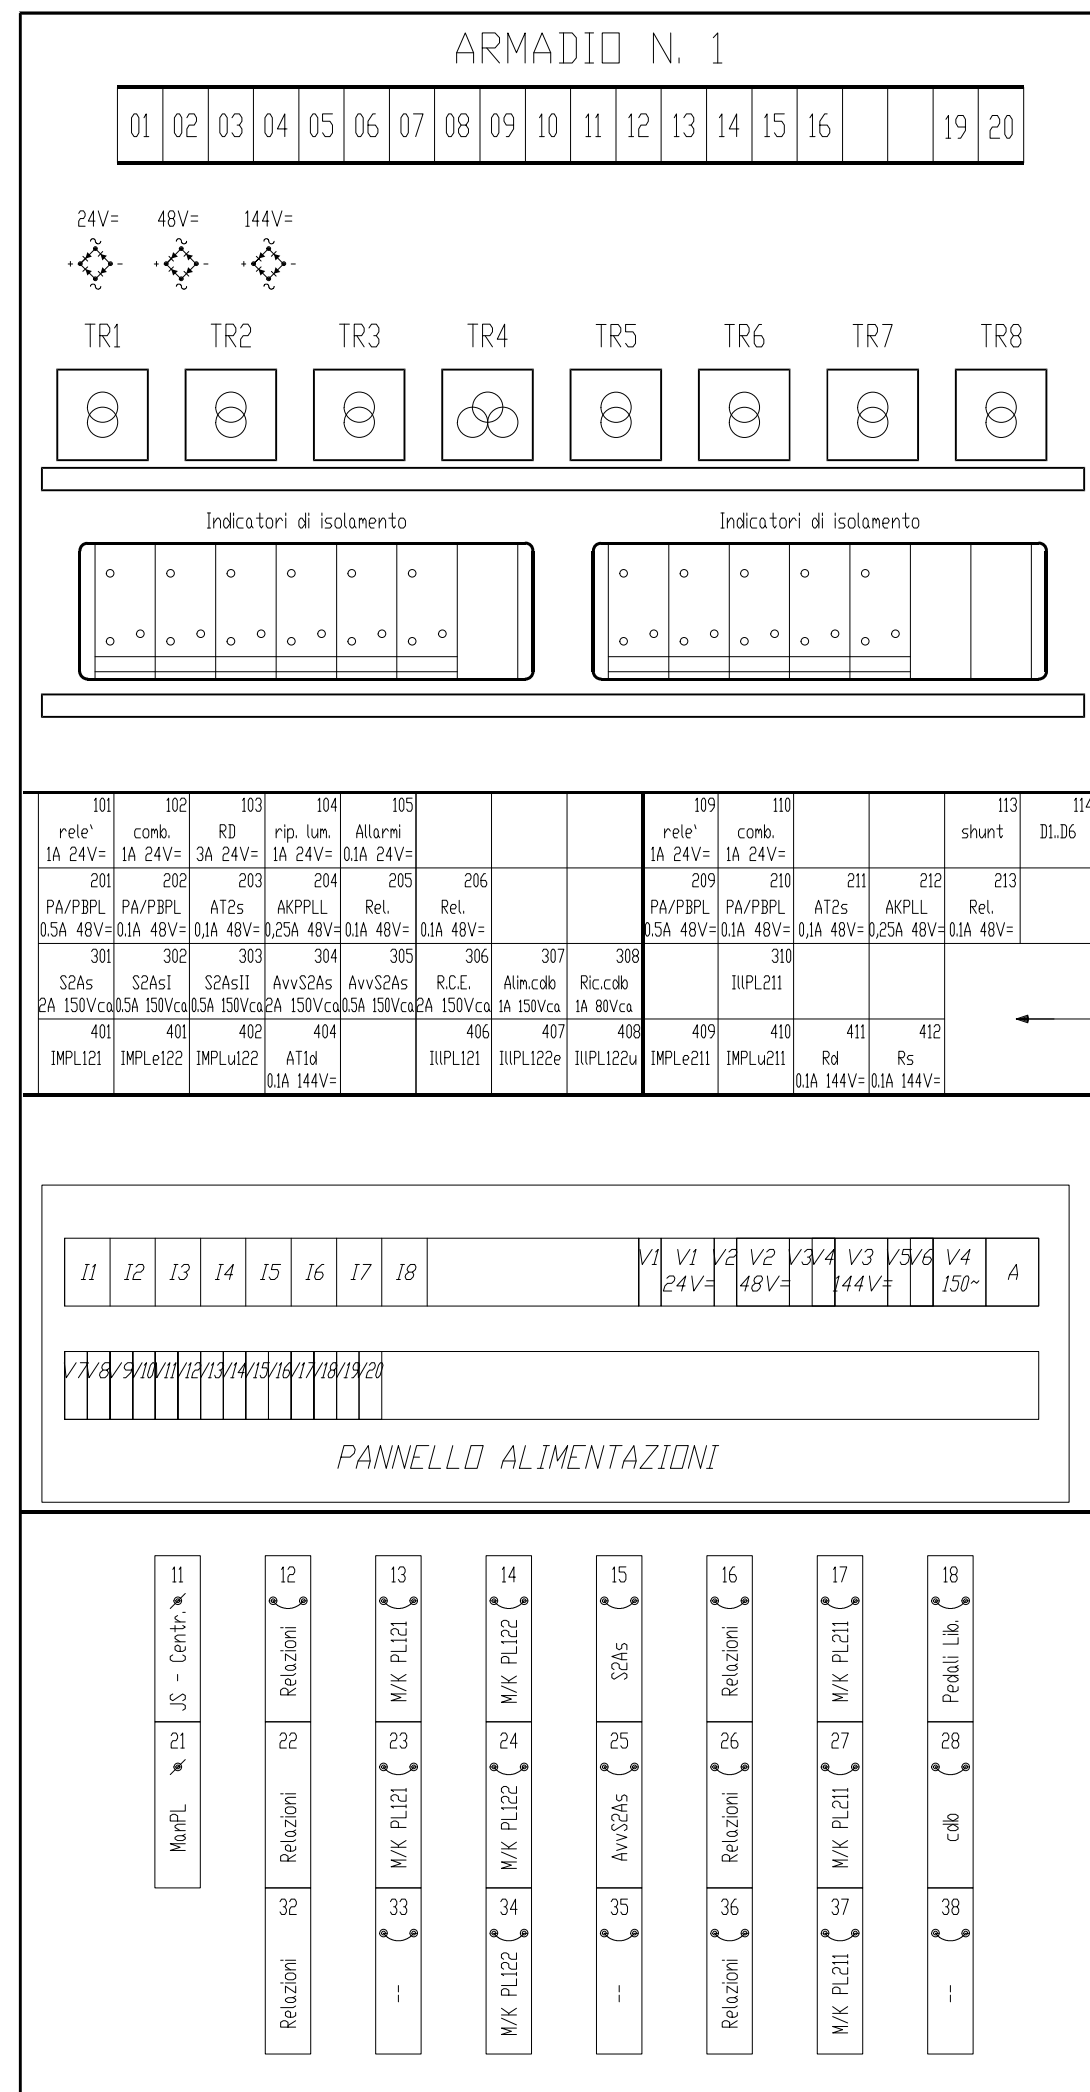 ARMADIO N. 1
01 02 03 04 05 06 07 08 09 10 11 12 13 14 15 16 19 20
24V= 48V= 144V=
+ - + - + -
TR1 TR2 TR3 TR4 TR5 TR6 TR7 TR8
Indicatori di isolamento Indicatori di isolamento
101 102 103 104 105 109 110 113 114
rele` comb. RD rip. lum. Allarmi rele` comb. shunt D1..D6
1A 24V= 1A 24V= 3A 24V= 1A 24V= 0.1A 24V= 1A 24V= 1A 24V=
201 202 203 204 205 206 209 210 211 212 213
PA/PBPL PA/PBPL AT2s AKPPLL Rel. Rel. PA/PBPL PA/PBPL AT2s AKPLL Rel.
0.5A 48V= 0.1A 48V= 0,1A 48V= 0,25A 48V= 0.1A 48V= 0.1A 48V= 0.5A 48V= 0.1A 48V= 0,1A 48V= 0,25A 48V= 0.1A 48V=
301 302 303 304 305 306 307 308 310
S2As S2AsI S2AsII AvvS2As AvvS2As R.C.E. Alim.cdb Ric.cdb IllPL211
2A 150Vca 0.5A 150Vca 0.5A 150Vca 2A 150Vca 0.5A 150Vca 2A 150Vca 1A 150Vca 1A 80Vca
401 401 402 404 406 407 408 409 410 411 412
IMPL121 IMPLe122 IMPLu122 AT1d IllPL121 IllPL122e IllPL122u IMPLe211 IMPLu211 Rd Rs
0.1A 144V= 0.1A 144V= 0.1A 144V=
I1 I2 I3 I4 I5 I6 I7 I8 V1 V1 V2 V2 V3 V4 V3 V5 V6 V4 A
24V= 48V= 144V= 150~
V7 V8 V9 V10 V11 V12 V13 V14 V15 V16 V17 V18 V19 V20
PANNELLO ALIMENTAZIONI
11 12 13 14 15 16 17 18
JS - Centr. Relazioni M/K PL121 M/K PL122 S2As Relazioni M/K PL211 Pedali Lib.
21 22 23 24 25 26 27 28
ManPL Relazioni M/K PL121 M/K PL122 AvvS2As Relazioni M/K PL211 cdb
32 33 34 35 36 37 38
Relazioni -- M/K PL122 -- Relazioni M/K PL211 --